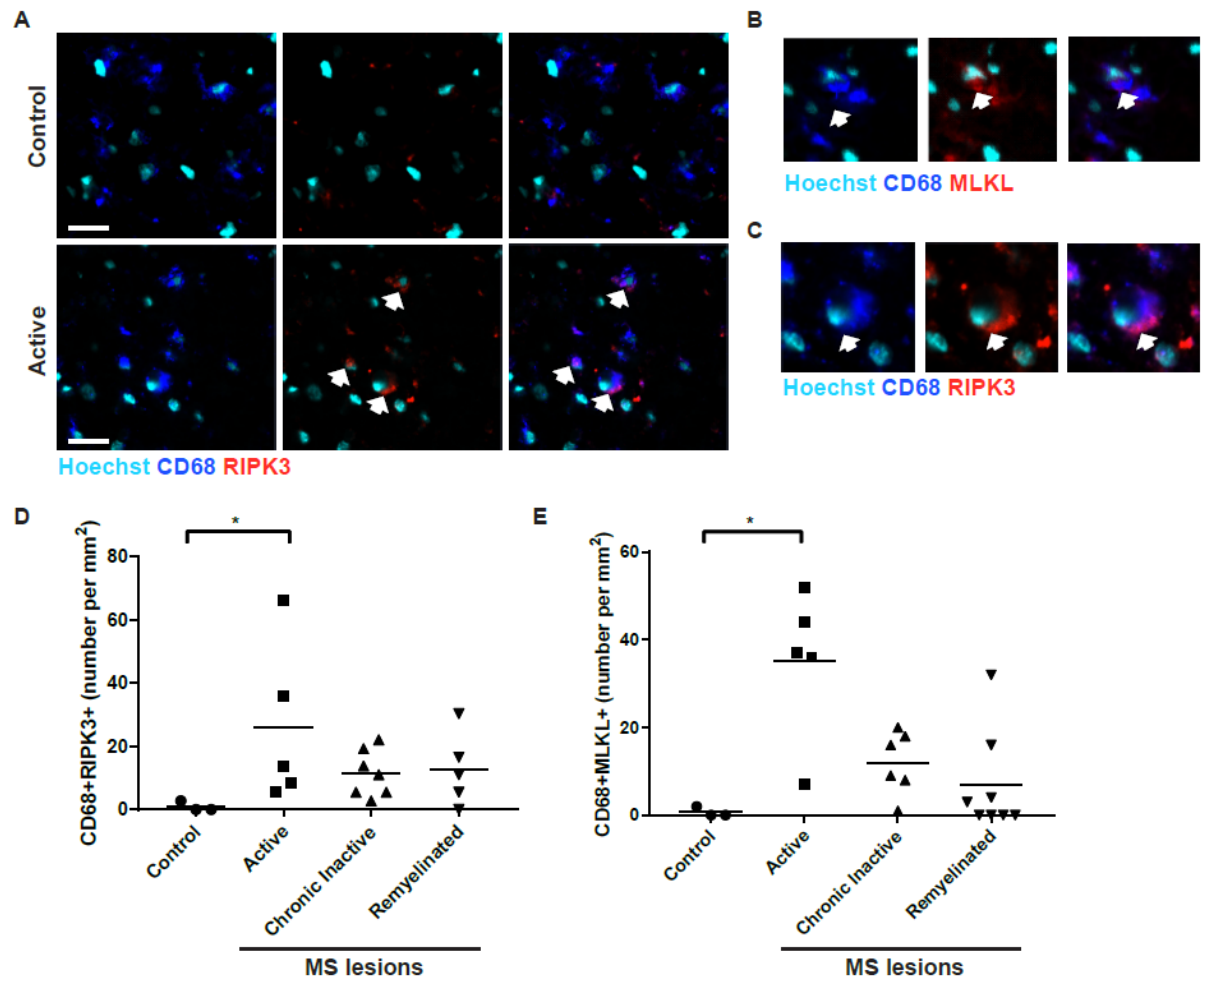 A
Control
Active
Hoechst CD68 RIPK3
B
Hoechst CD68 MLKL
C
Hoechst CD68 RIPK3
D
*
CD68+RIPK3+ (number per mm²)
80
60
40
20
0
Control
Active
Chronic Inactive
Remyelinated
MS lesions
E
*
CD68+MLKL+ (number per mm²)
60
40
20
0
Control
Active
Chronic Inactive
Remyelinated
MS lesions